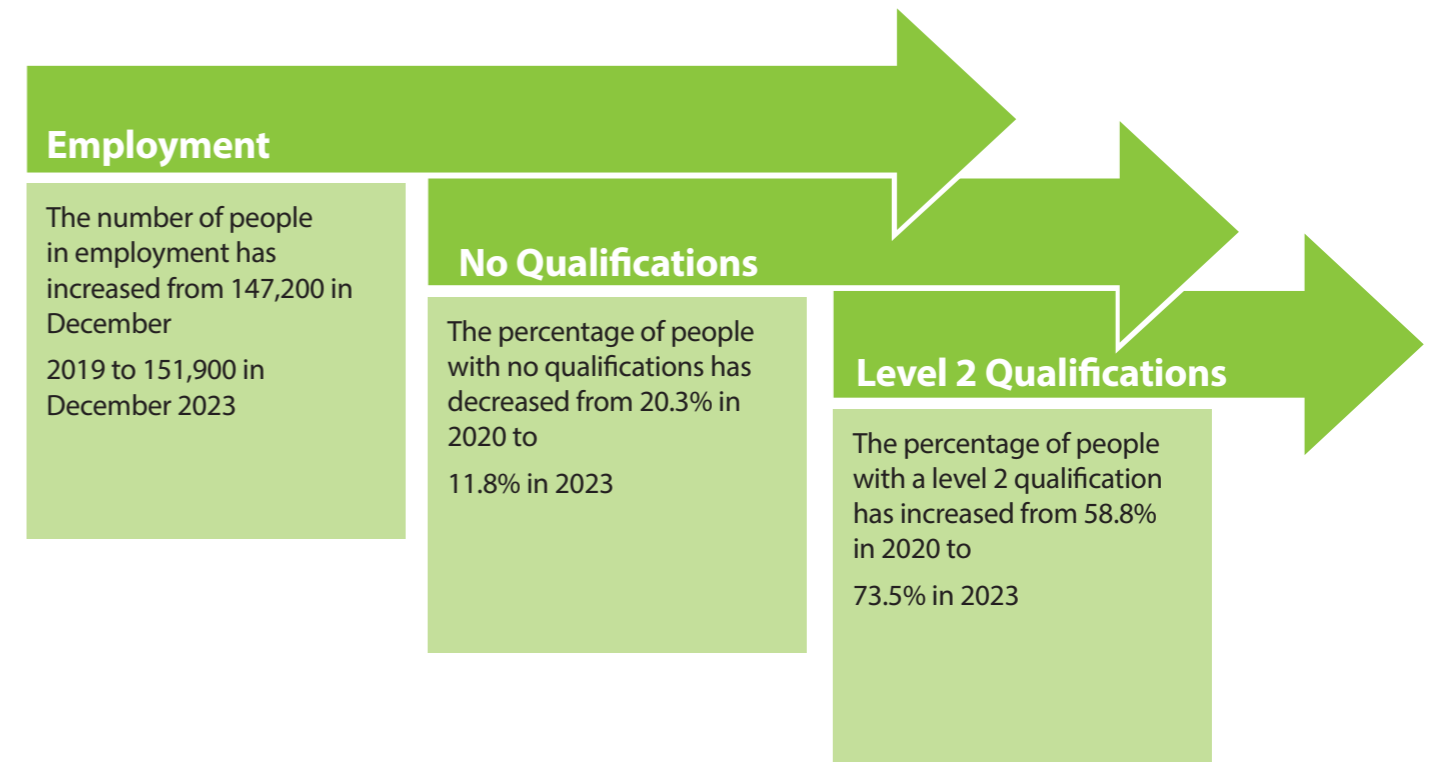 Employment
The number of people
in employment has
increased from 147,200 in
December
2019 to 151,900 in
December 2023
No Qualifications
The percentage of people
with no qualifications has
decreased from 20.3% in
2020 to
11.8% in 2023
Level 2 Qualifications
The percentage of people
with a level 2 qualification
has increased from 58.8%
in 2020 to
73.5% in 2023